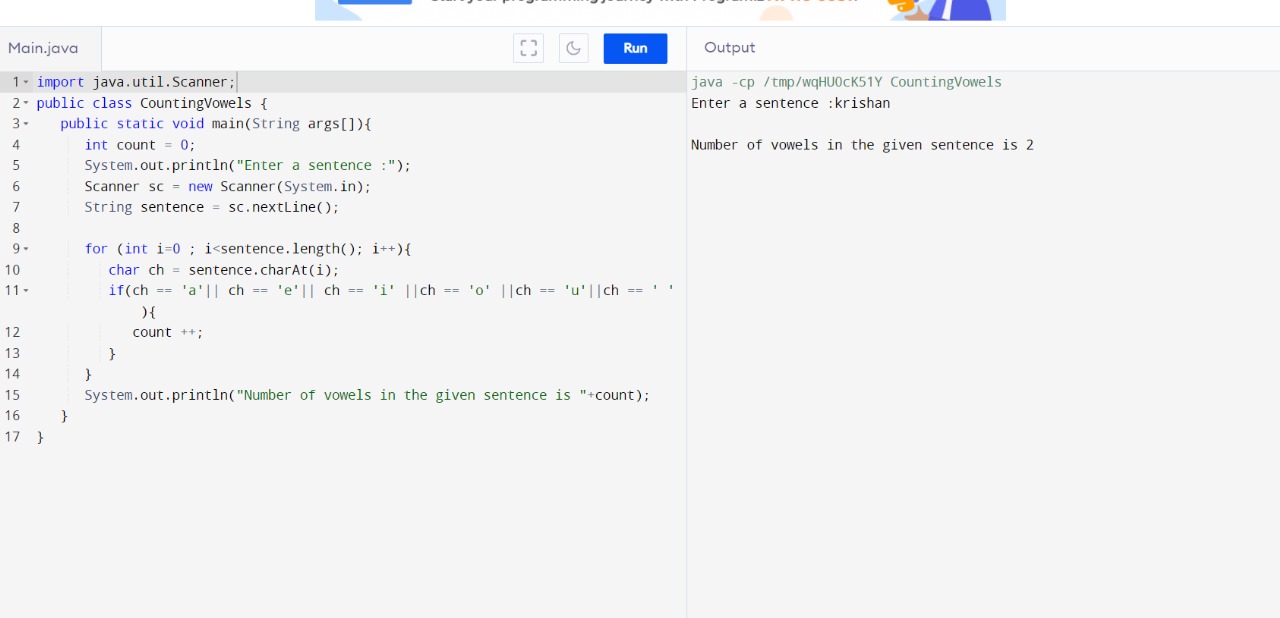 Main.java
Run
Output
1 import java.util.Scanner;
2 public class CountingVowels {
3 public static void main(String args[]){
4 int count = 0;
5 System.out.println("Enter a sentence :");
6 Scanner sc = new Scanner(System.in);
7 String sentence = sc.nextLine();
8
9 for (int i=0 ; i<sentence.length(); i++){
10 char ch = sentence.charAt(i);
11 if(ch == 'a'|| ch == 'e'|| ch == 'i' ||ch == 'o' ||ch == 'u'||ch == ' '
){
12 count ++;
13 }
14 }
15 System.out.println("Number of vowels in the given sentence is "+count);
16 }
17 }
java -cp /tmp/wqHUOcK51Y CountingVowels
Enter a sentence :krishan
Number of vowels in the given sentence is 2